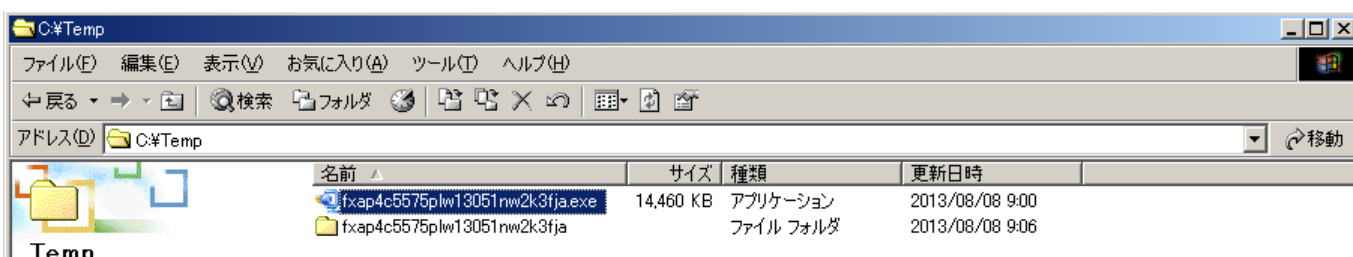 C:¥Temp
ファイル(F) 編集(E) 表示(V) お気に入り(A) ツール(T) ヘルプ(H)
戻る 検索 フォルダ
アドレス(D) C:¥Temp 移動
名前 サイズ 種類 更新日時
fxap4c5575plw13051nw2k3fja.exe 14,460 KB アプリケーション 2013/08/08 9:00
fxap4c5575plw13051nw2k3fja ファイル フォルダ 2013/08/08 9:06
Temp